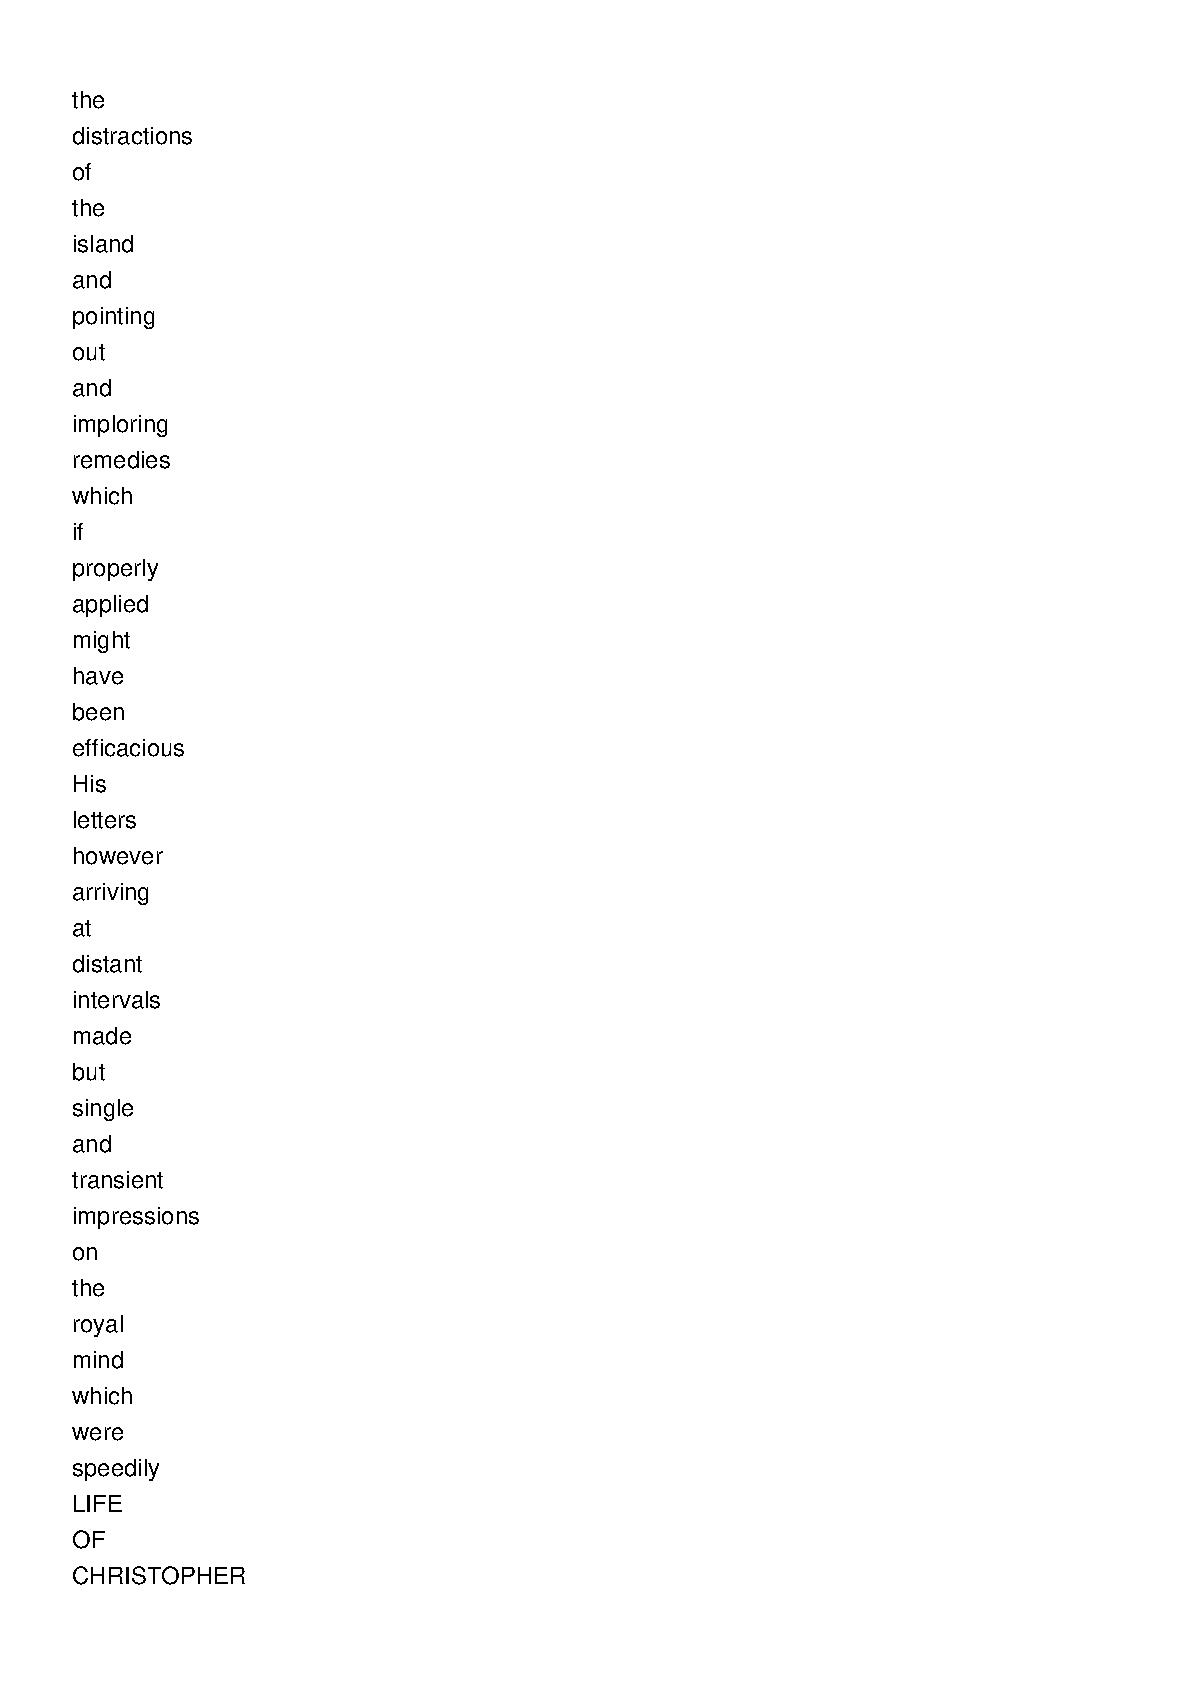 the
distractions
of
the
island
and
pointing
out
and
imploring
remedies
which
if
properly
applied
might
have
been
efficacious
His
letters
however
arriving
at
distant
intervals
made
but
single
and
transient
impressions
on
the
royal
mind
which
were
speedily
LIFE
OF
CHRISTOPHER